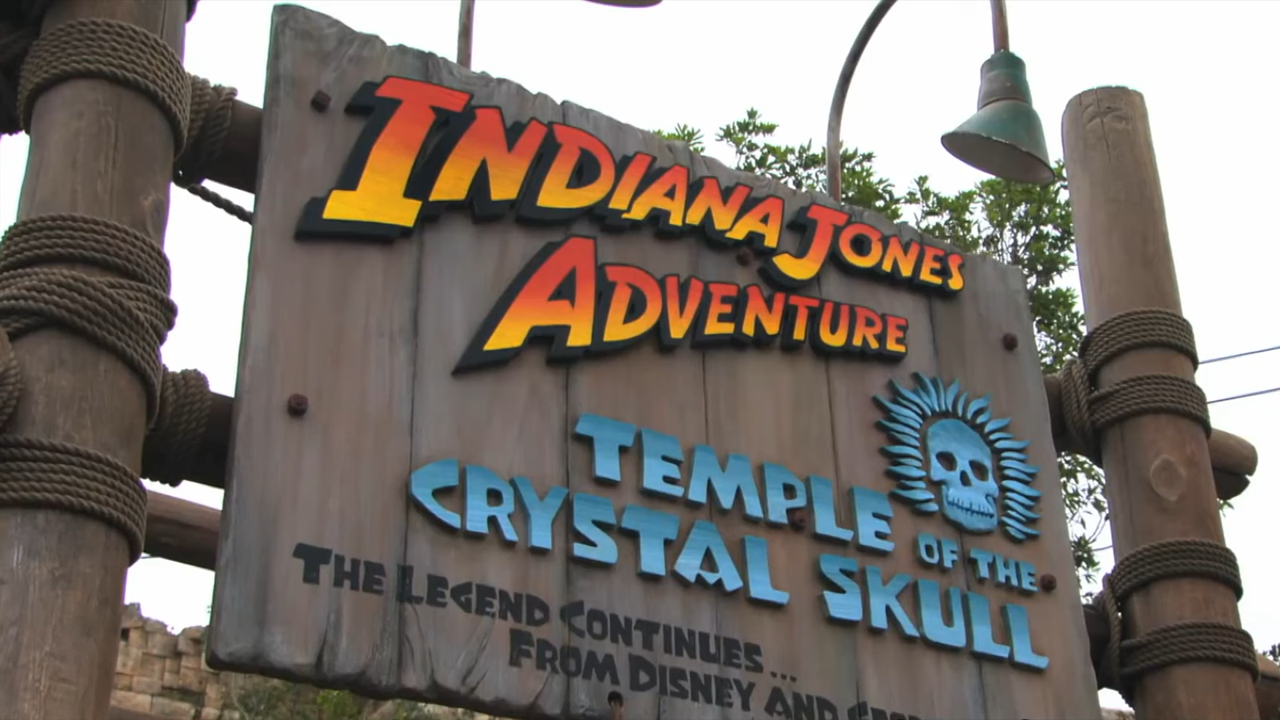 INDIANA JONES
ADVENTURE
TEMPLE OF THE
CRYSTAL SKULL
THE LEGEND CONTINUES...
FROM DISNEY AND